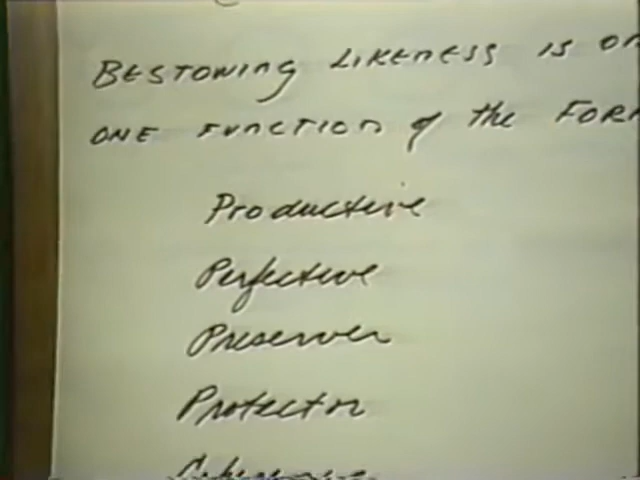 BESTOWING LIKENESS IS
ONE FUNCTION of the
Productive
Perfective
Preserver
Protector